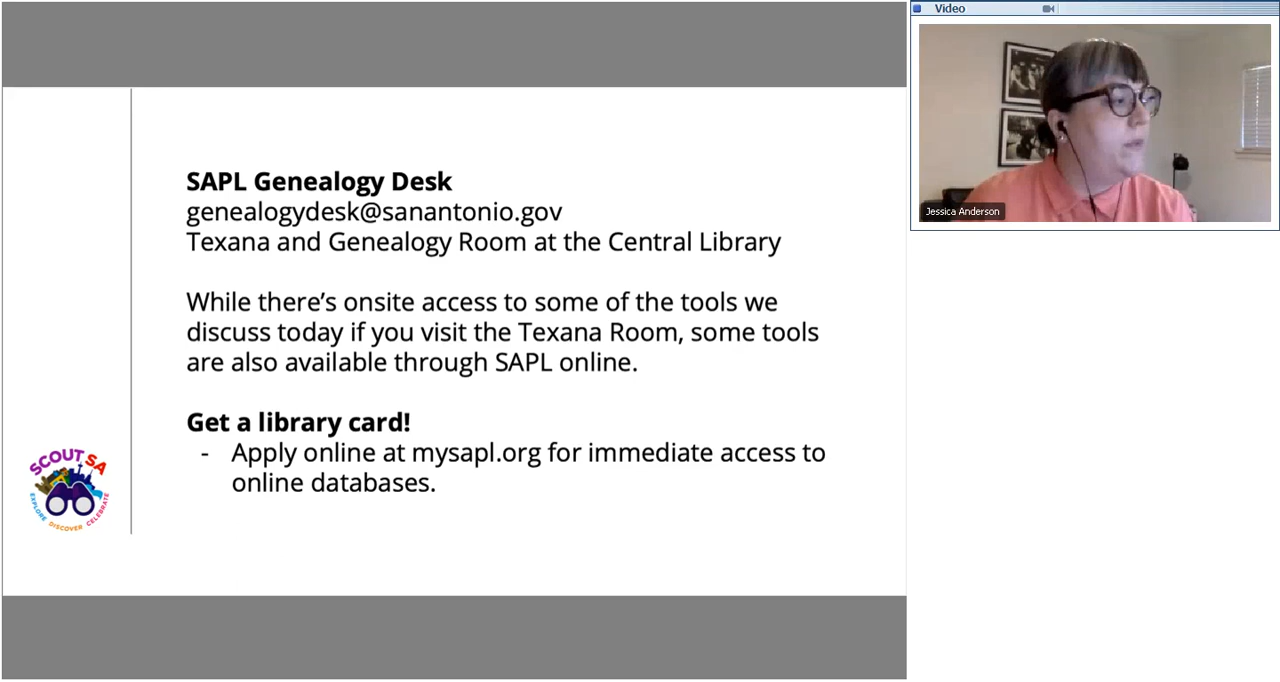 Video
SAPL Genealogy Desk
genealogydesk@sanantonio.gov
Texana and Genealogy Room at the Central Library
While there’s onsite access to some of the tools we
discuss today if you visit the Texana Room, some tools
are also available through SAPL online.
Get a library card!
- Apply online at mysapl.org for immediate access to
online databases.
SCOUT SA
EXPLORE DISCOVER CELEBRATE
Jessica Anderson